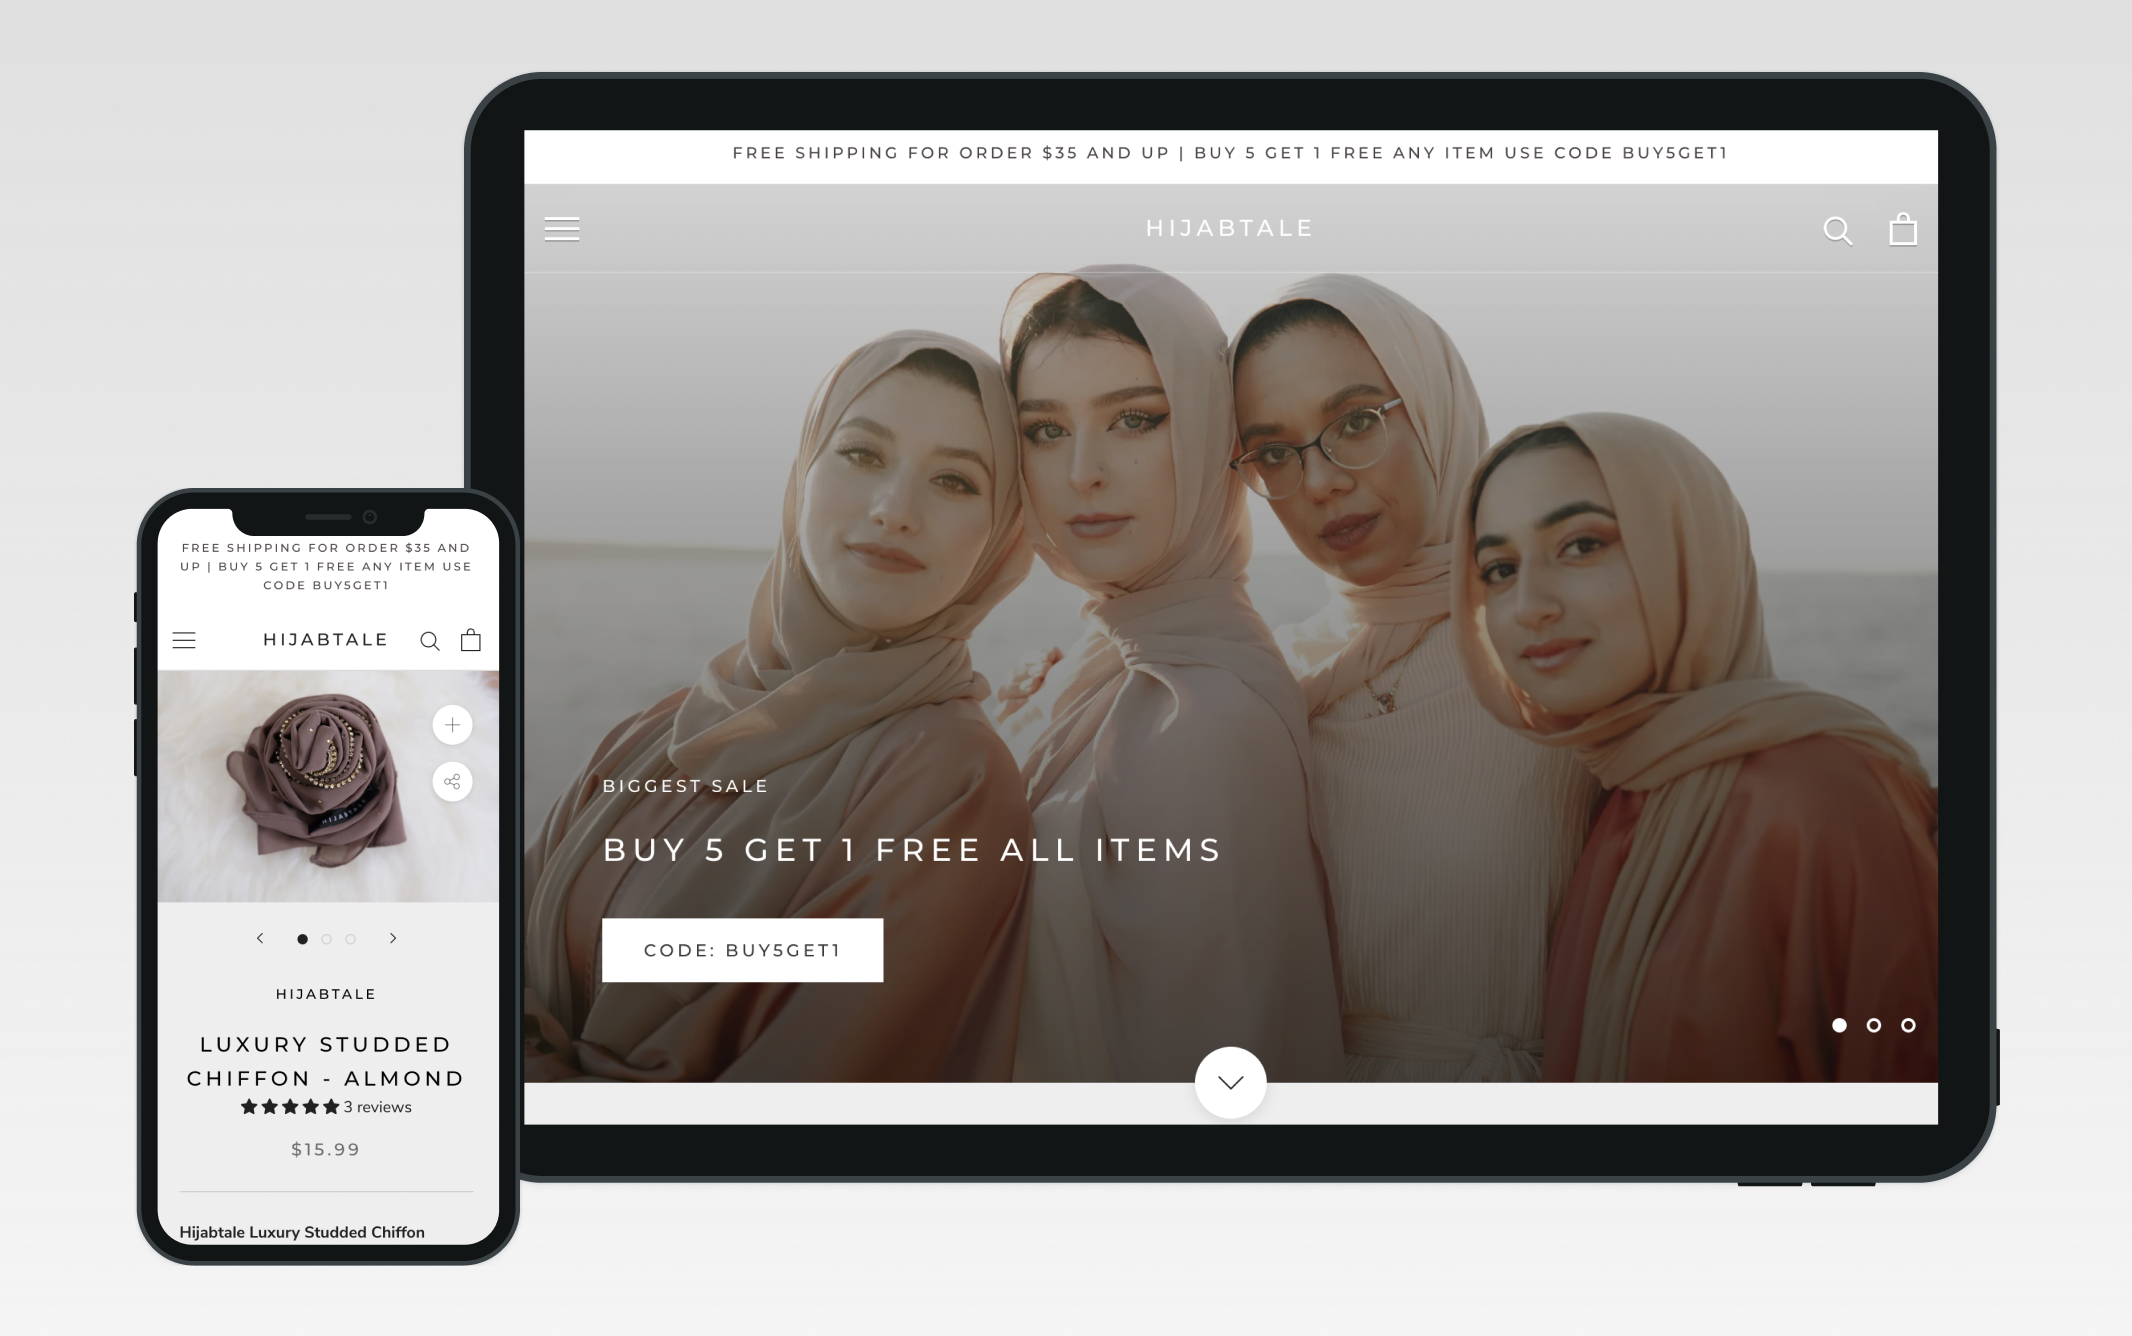 FREE SHIPPING FOR ORDER $35 AND UP | BUY 5 GET 1 FREE ANY ITEM USE CODE BUY5GET1
HIJABTALE
BIGGEST SALE
BUY 5 GET 1 FREE ALL ITEMS
CODE: BUY5GET1
FREE SHIPPING FOR ORDER $35 AND
UP | BUY 5 GET 1 FREE ANY ITEM USE
CODE BUY5GET1
HIJABTALE
HIJABTALE
HIJABTALE
LUXURY STUDDED
CHIFFON - ALMOND
3 reviews
$15.99
Hijabtale Luxury Studded Chiffon